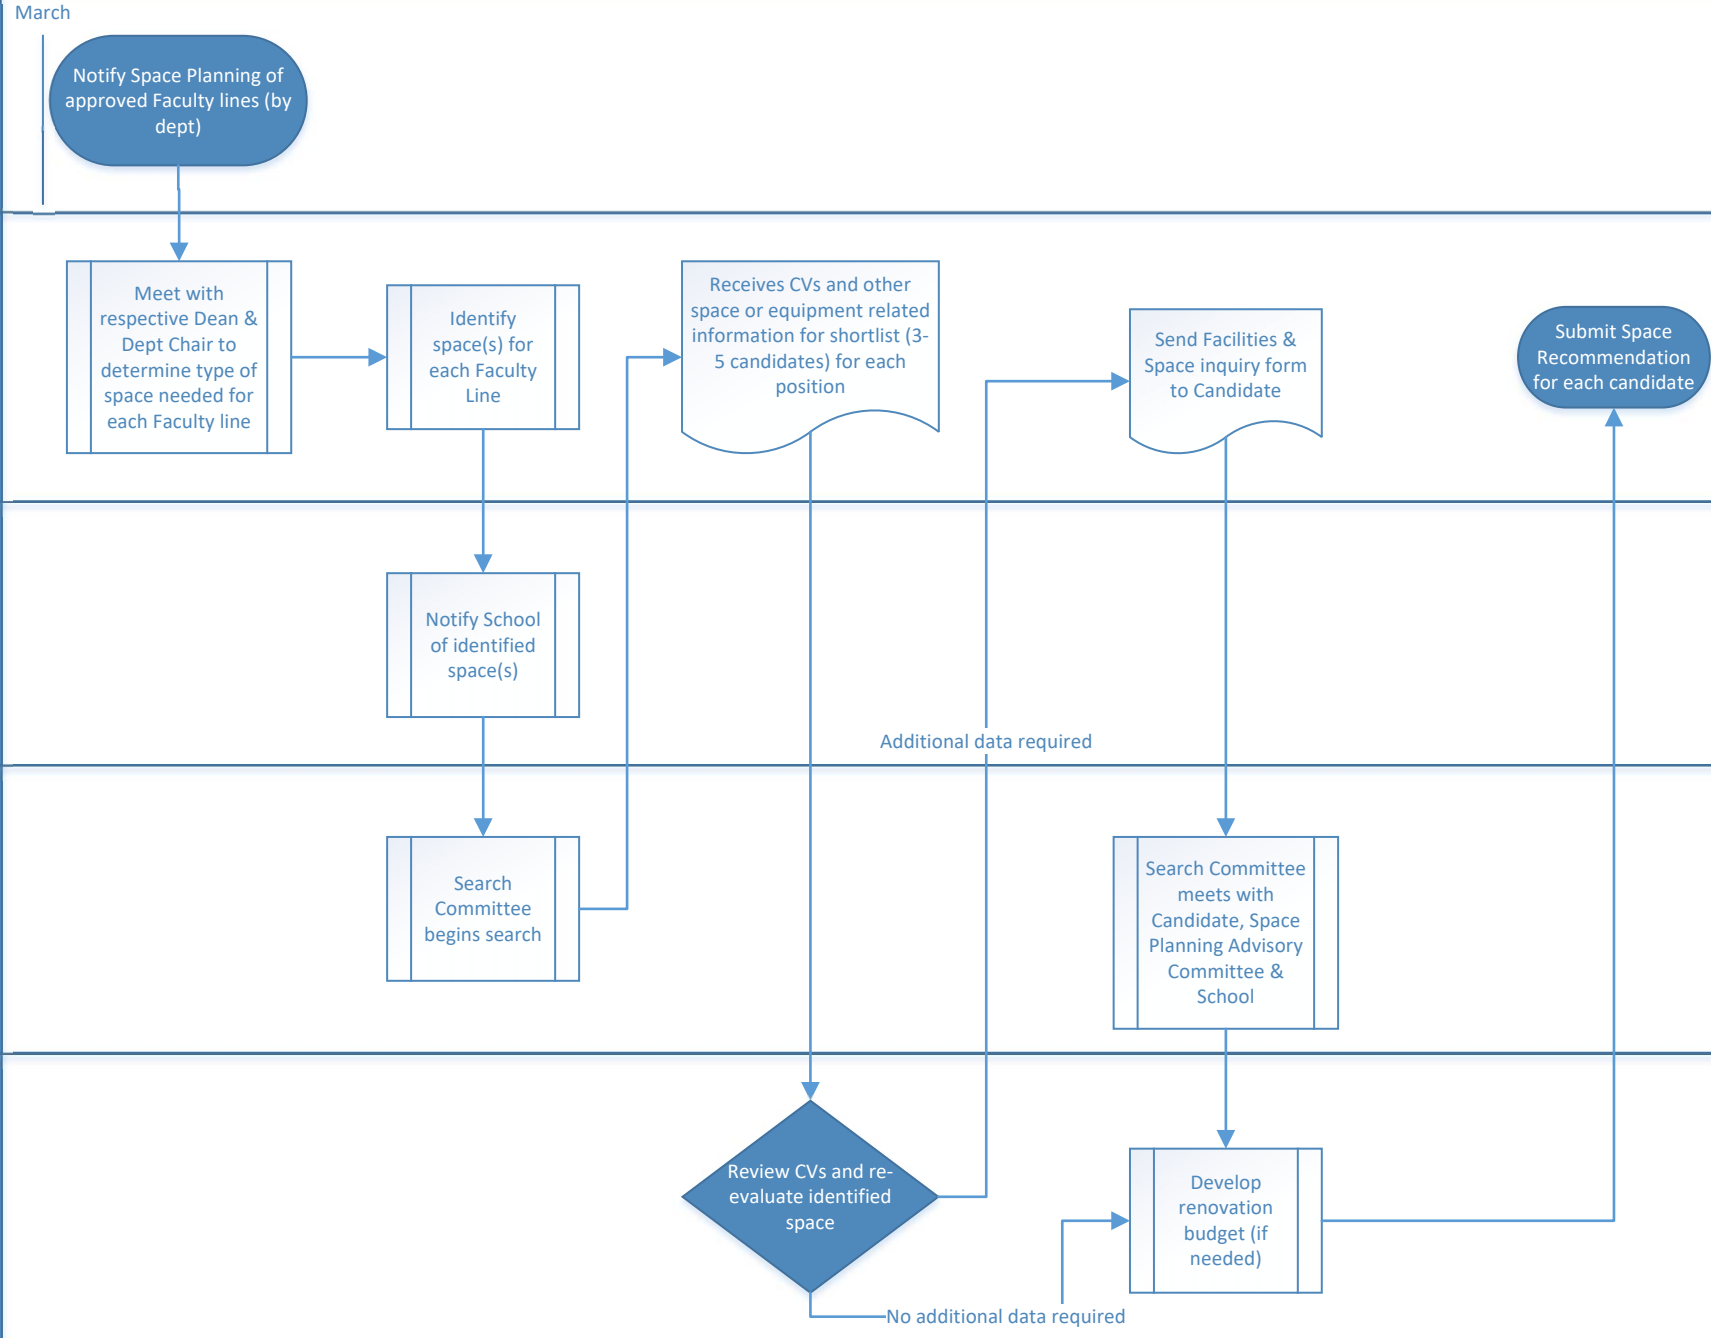 March
Notify Space Planning of
approved Faculty lines (by
dept)
Meet with
respective Dean &
Dept Chair to
determine type of
space needed for
each Faculty line
Identify
space(s) for
each Faculty
Line
Receives CVs and other
space or equipment related
information for shortlist (3-
5 candidates) for each
position
Send Facilities &
Space inquiry form
to Candidate
Submit Space
Recommendation
for each candidate
Notify School
of identified
space(s)
Additional data required
Search
Committee
begins search
Search Committee
meets with
Candidate, Space
Planning Advisory
Committee &
School
Review CVs and re-
evaluate identified
space
Develop
renovation
budget (if
needed)
No additional data required